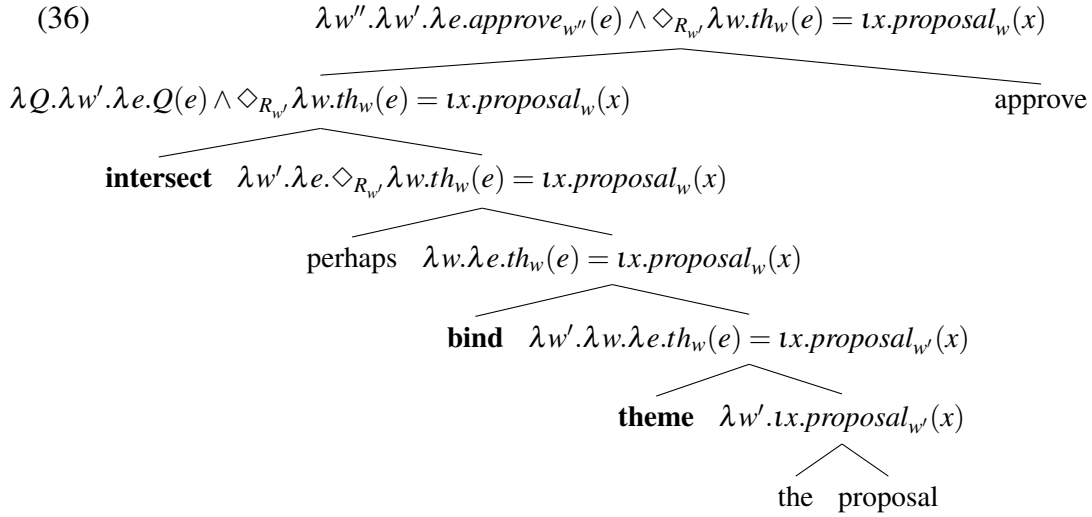 (36) λw″.λw′.λe.approve_{w″}(e) ∧ ◇_{R_{w′}} λw.th_w(e) = ιx.proposal_w(x)
λQ.λw′.λe.Q(e) ∧ ◇_{R_{w′}} λw.th_w(e) = ιx.proposal_w(x) approve
intersect λw′.λe.◇_{R_{w′}} λw.th_w(e) = ιx.proposal_w(x)
perhaps λw.λe.th_w(e) = ιx.proposal_w(x)
bind λw′.λw.λe.th_w(e) = ιx.proposal_{w′}(x)
theme λw′.ιx.proposal_{w′}(x)
the proposal